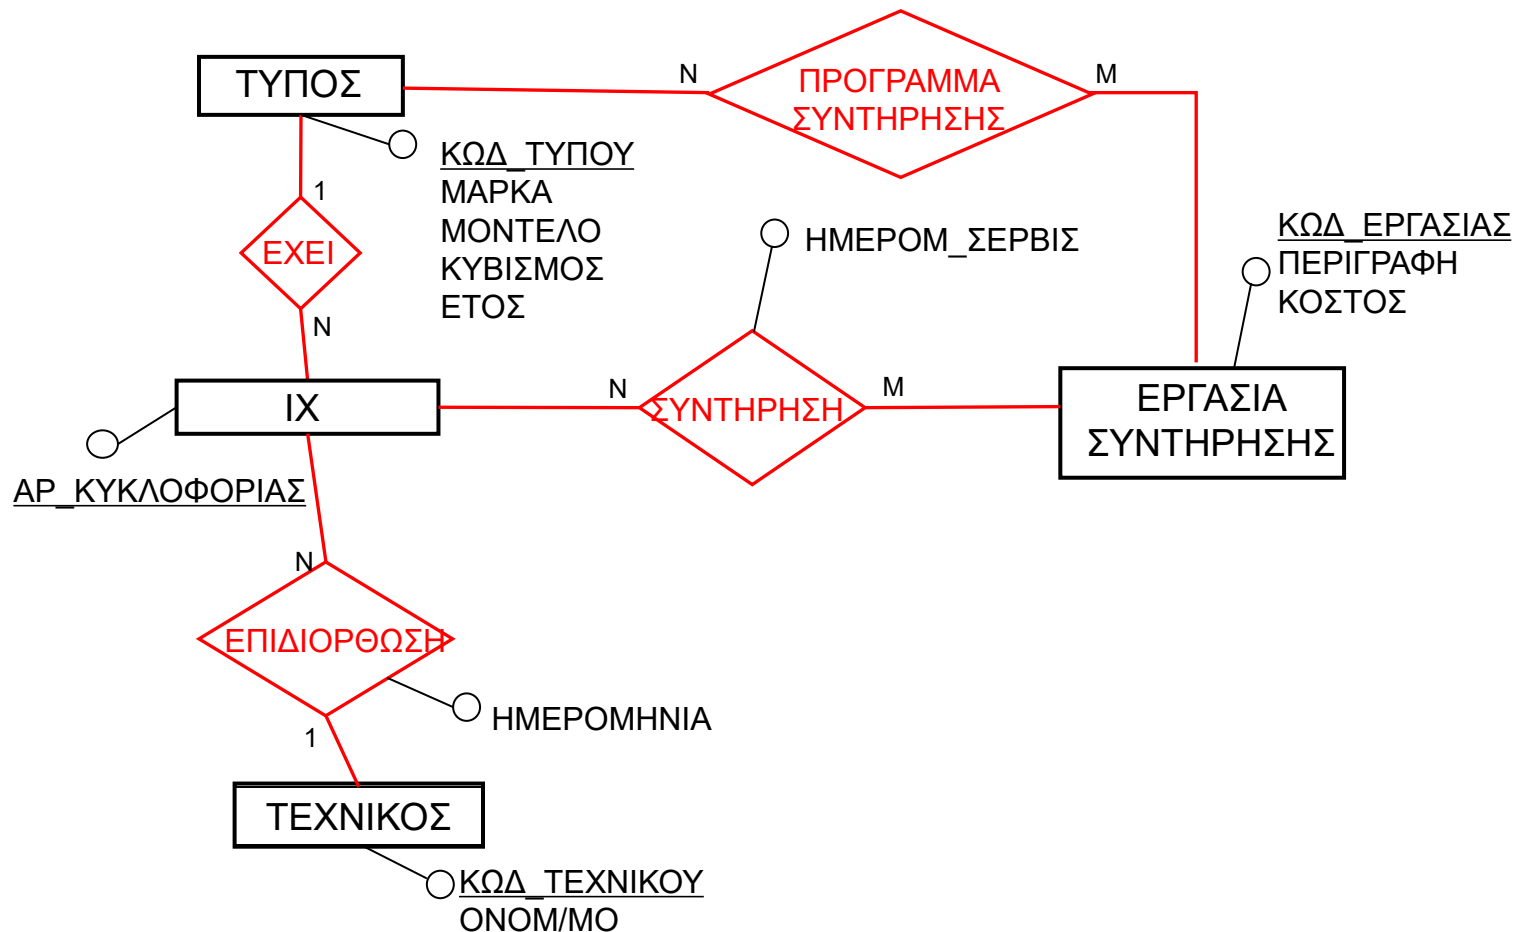 ΤΥΠΟΣ
N
ΠΡΟΓΡΑΜΜΑ
ΣΥΝΤΗΡΗΣΗΣ
M
ΚΩΔ_ΤΥΠΟΥ
ΜΑΡΚΑ
ΜΟΝΤΕΛΟ
ΚΥΒΙΣΜΟΣ
ΕΤΟΣ
1
ΕΧΕΙ
N
ΗΜΕΡΟΜ_ΣΕΡΒΙΣ
ΚΩΔ_ΕΡΓΑΣΙΑΣ
ΠΕΡΙΓΡΑΦΗ
ΚΟΣΤΟΣ
ΙΧ
N
ΣΥΝΤΗΡΗΣΗ
M
ΕΡΓΑΣΙΑ
ΣΥΝΤΗΡΗΣΗΣ
ΑΡ_ΚΥΚΛΟΦΟΡΙΑΣ
N
ΕΠΙΔΙΟΡΘΩΣΗ
ΗΜΕΡΟΜΗΝΙΑ
1
ΤΕΧΝΙΚΟΣ
ΚΩΔ_ΤΕΧΝΙΚΟΥ
ΟΝΟΜ/ΜΟ